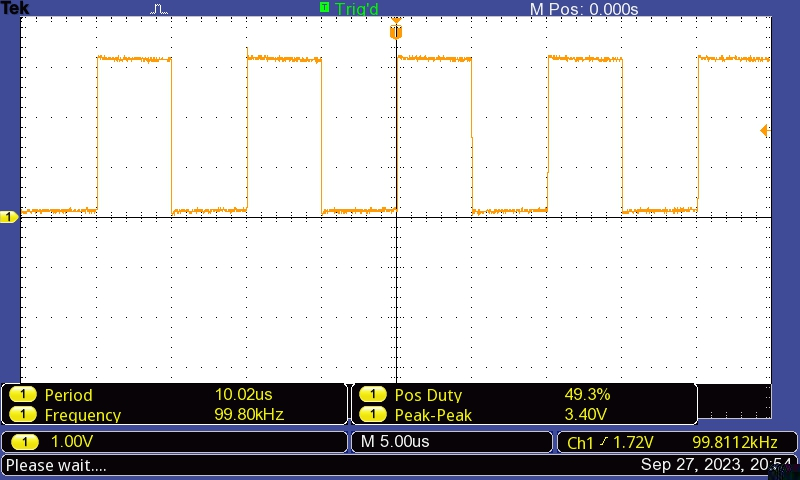 Tek T Trig'd M Pos: 0.000s
1
1 Period 10.02us 1 Pos Duty 49.3%
1 Frequency 99.80kHz 1 Peak-Peak 3.40V
1 1.00V M 5.00us Ch1 1.72V 99.8112kHz
Please wait.... Sep 27, 2023, 20:54